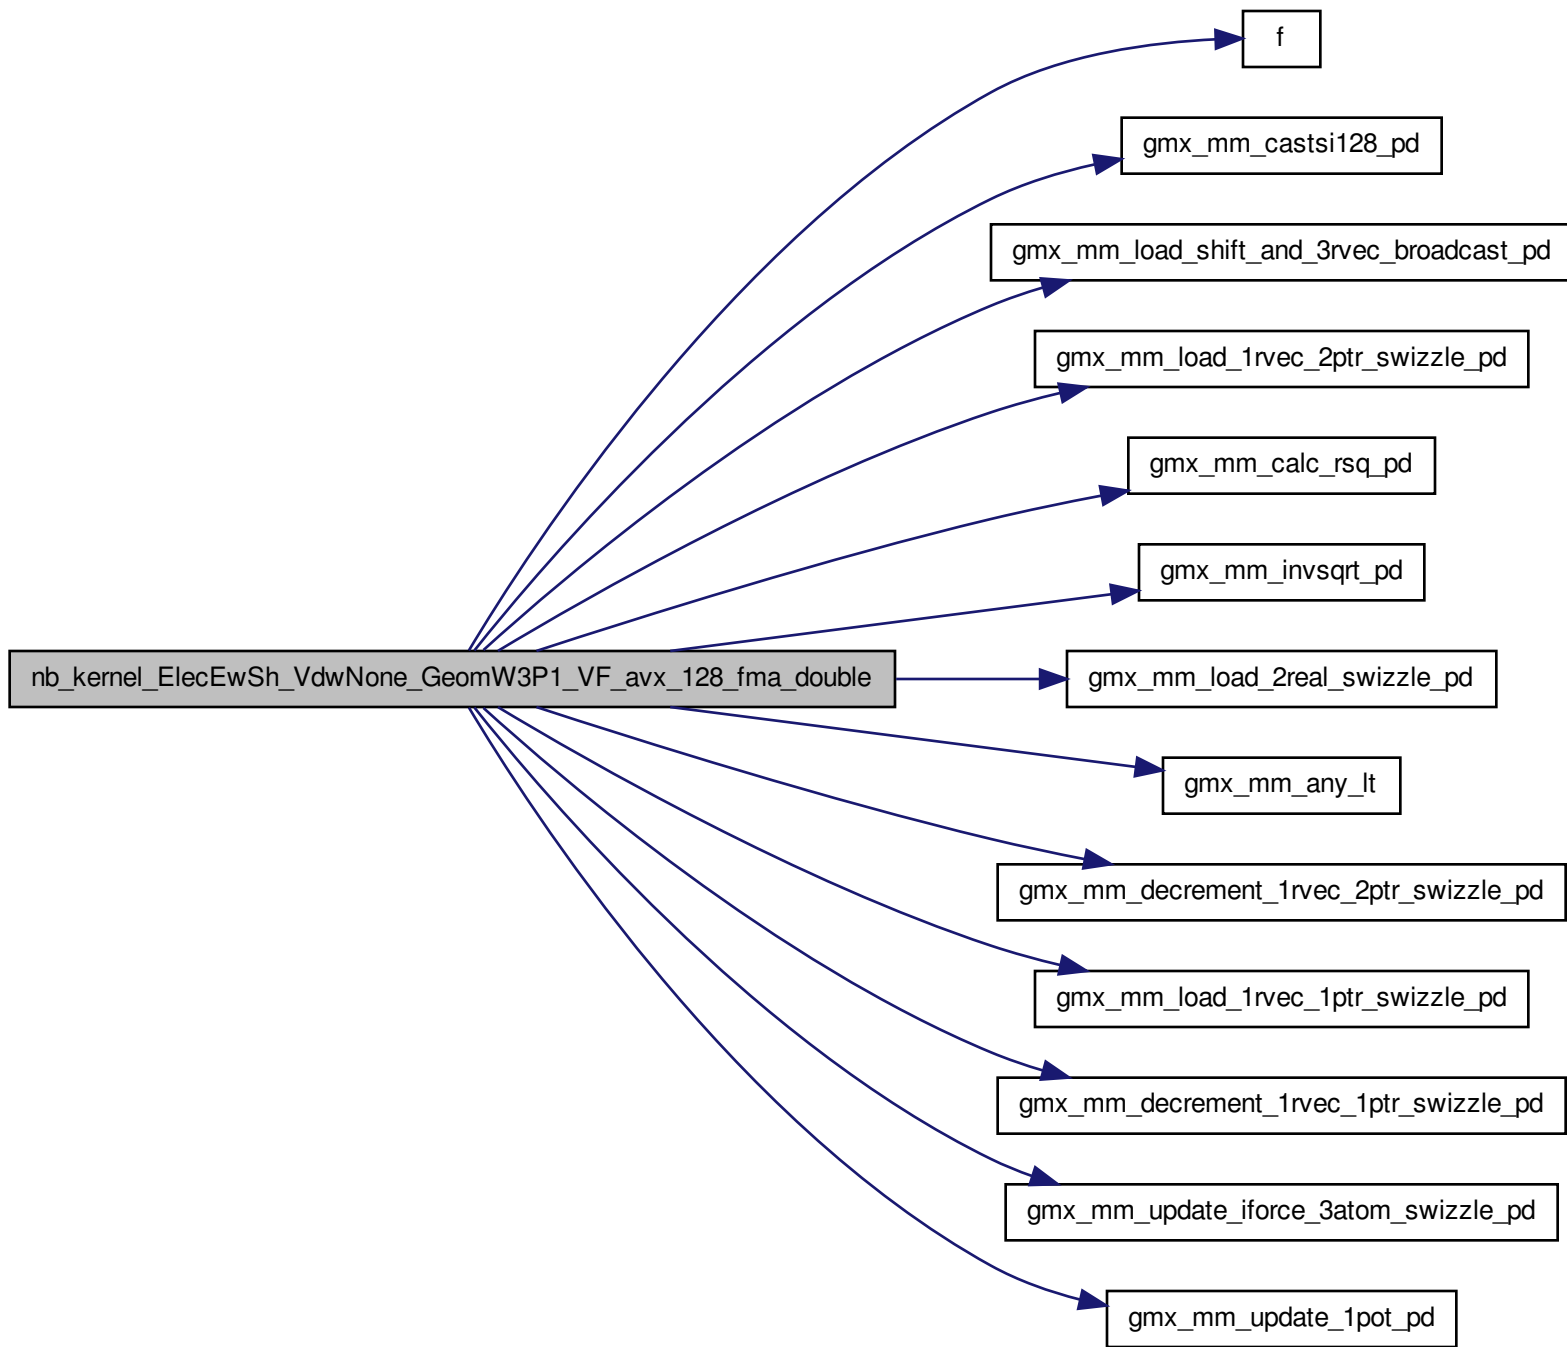 f
gmx_mm_castsi128_pd
gmx_mm_load_shift_and_3rvec_broadcast_pd
gmx_mm_load_1rvec_2ptr_swizzle_pd
gmx_mm_calc_rsq_pd
gmx_mm_invsqrt_pd
nb_kernel_ElecEwSh_VdwNone_GeomW3P1_VF_avx_128_fma_double
gmx_mm_load_2real_swizzle_pd
gmx_mm_any_lt
gmx_mm_decrement_1rvec_2ptr_swizzle_pd
gmx_mm_load_1rvec_1ptr_swizzle_pd
gmx_mm_decrement_1rvec_1ptr_swizzle_pd
gmx_mm_update_iforce_3atom_swizzle_pd
gmx_mm_update_1pot_pd